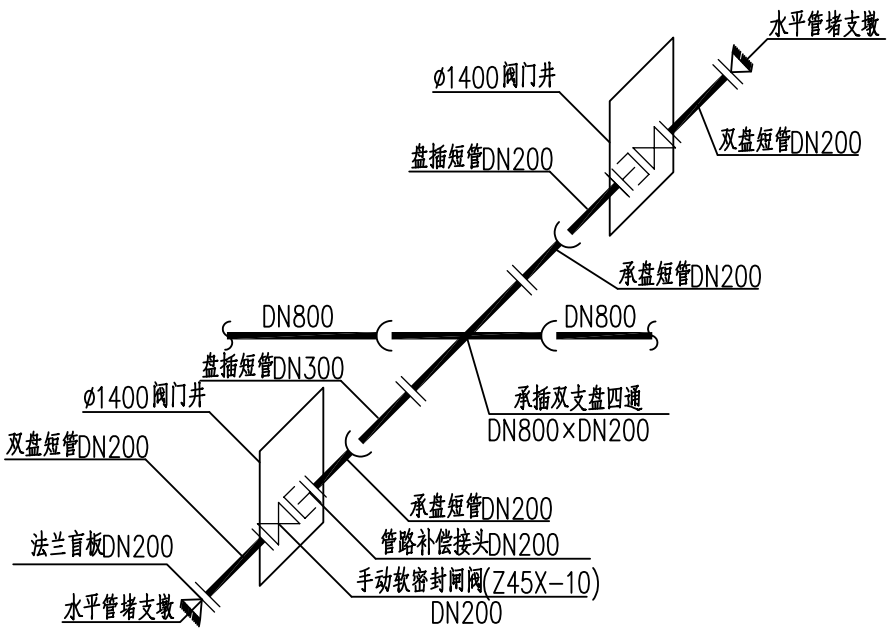 水平管堵支墩
ø1400阀门井
双盘短管DN200
盘插短管DN200
承盘短管DN200
DN800
DN800
盘插短管DN300
ø1400阀门井
承插双支盘四通
DN800×DN200
双盘短管DN200
承盘短管DN200
法兰盲板DN200
管路补偿接头DN200
手动软密封闸阀(Z45X-10)
DN200
水平管堵支墩